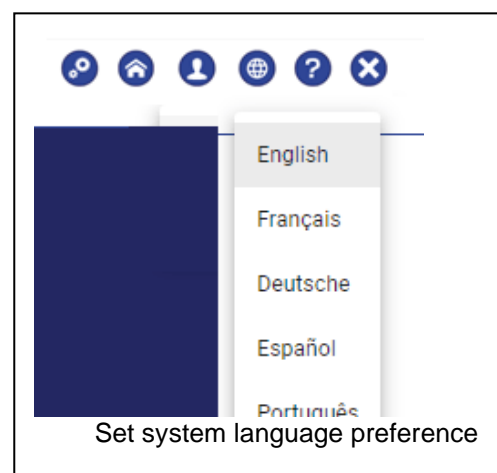 English
Français
Deutsche
Español
Português
Set system language preference